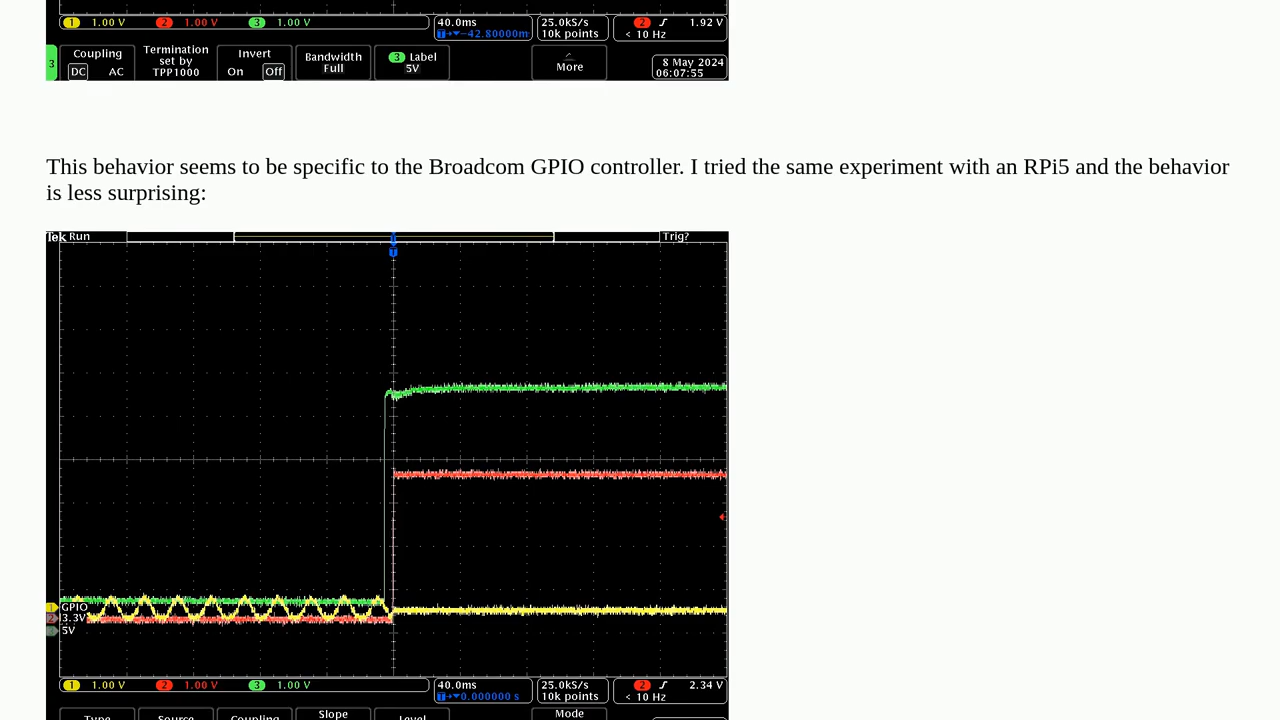 1 1.00 V 2 1.00 V 3 1.00 V 40.0ms 25.0kS/s 2 1.92 V
T→▼-42.80000m 10k points < 10 Hz
3 Coupling Termination Invert Bandwidth 3 Label More 8 May 2024
DC AC set by On Off Full 5V 06:07:55
TPP1000
This behavior seems to be specific to the Broadcom GPIO controller. I tried the same experiment with an RPi5 and the behavior
is less surprising:
Tek Run Trig?
T
1 GPIO
2 3.3V
3 5V
1 1.00 V 2 1.00 V 3 1.00 V 40.0ms 25.0kS/s 2 2.34 V
T→▼0.000000 s 10k points < 10 Hz
Type Source Coupling Slope Level Mode